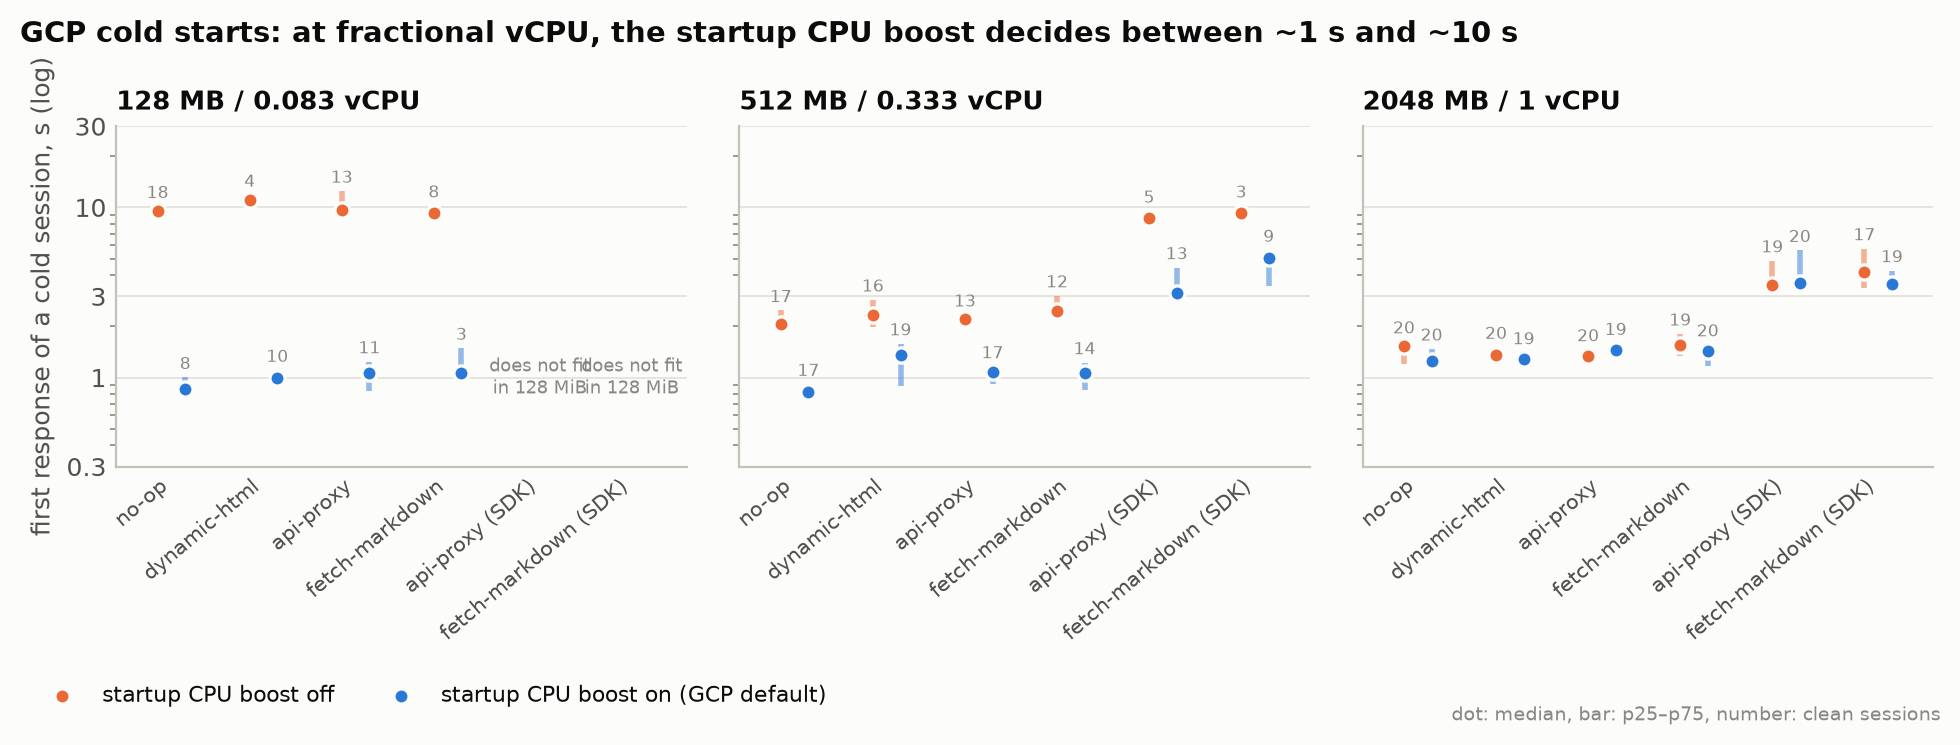 GCP cold starts: at fractional vCPU, the startup CPU boost decides between ~1 s and ~10 s
first response of a cold session, s (log)
128 MB / 0.083 vCPU
30
10
3
1
0.3
18
4
13
8
8
10
11
3
does not fit
in 128 MiB
does not fit
in 128 MiB
no-op
dynamic-html
api-proxy
fetch-markdown
api-proxy (SDK)
fetch-markdown (SDK)
512 MB / 0.333 vCPU
17
16
13
12
5
3
17
19
17
14
13
9
no-op
dynamic-html
api-proxy
fetch-markdown
api-proxy (SDK)
fetch-markdown (SDK)
2048 MB / 1 vCPU
20
20
20
19
20
19
19
20
19
20
17
19
no-op
dynamic-html
api-proxy
fetch-markdown
api-proxy (SDK)
fetch-markdown (SDK)
startup CPU boost off
startup CPU boost on (GCP default)
dot: median, bar: p25–p75, number: clean sessions